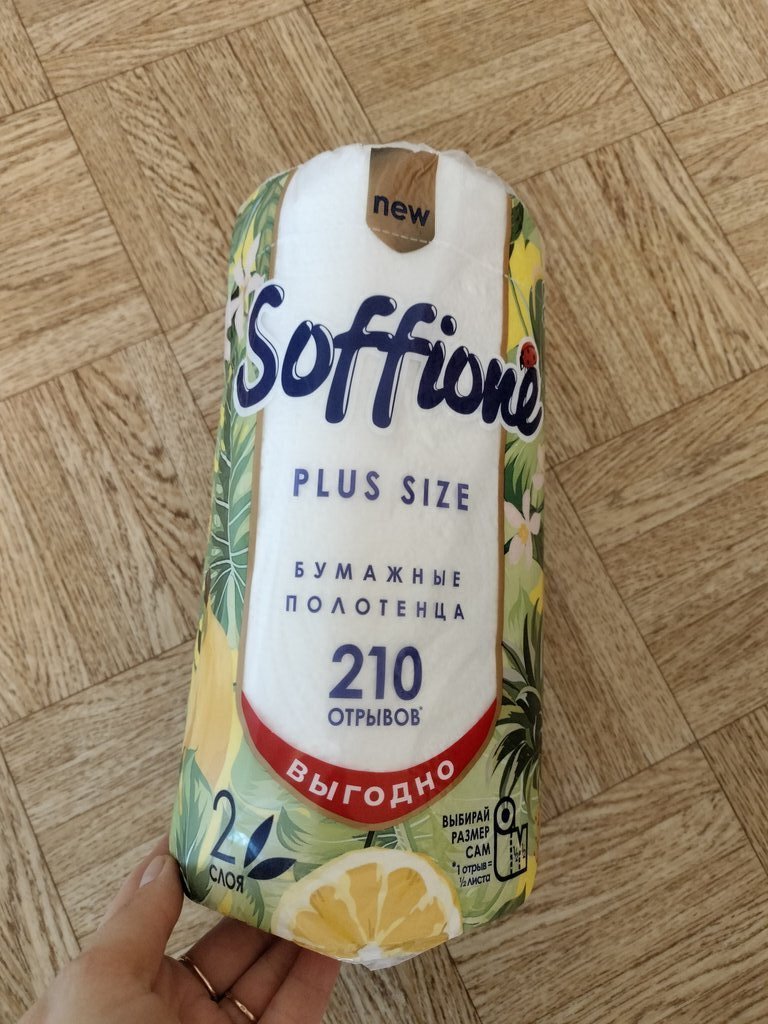 new
Soffione
PLUS SIZE
БУМАЖНЫЕ
ПОЛОТЕНЦА
210
ОТРЫВОВ*
ВЫГОДНО
2
СЛОЯ
ВЫБИРАЙ
РАЗМЕР
САМ
*1 отрыв=
½ листа